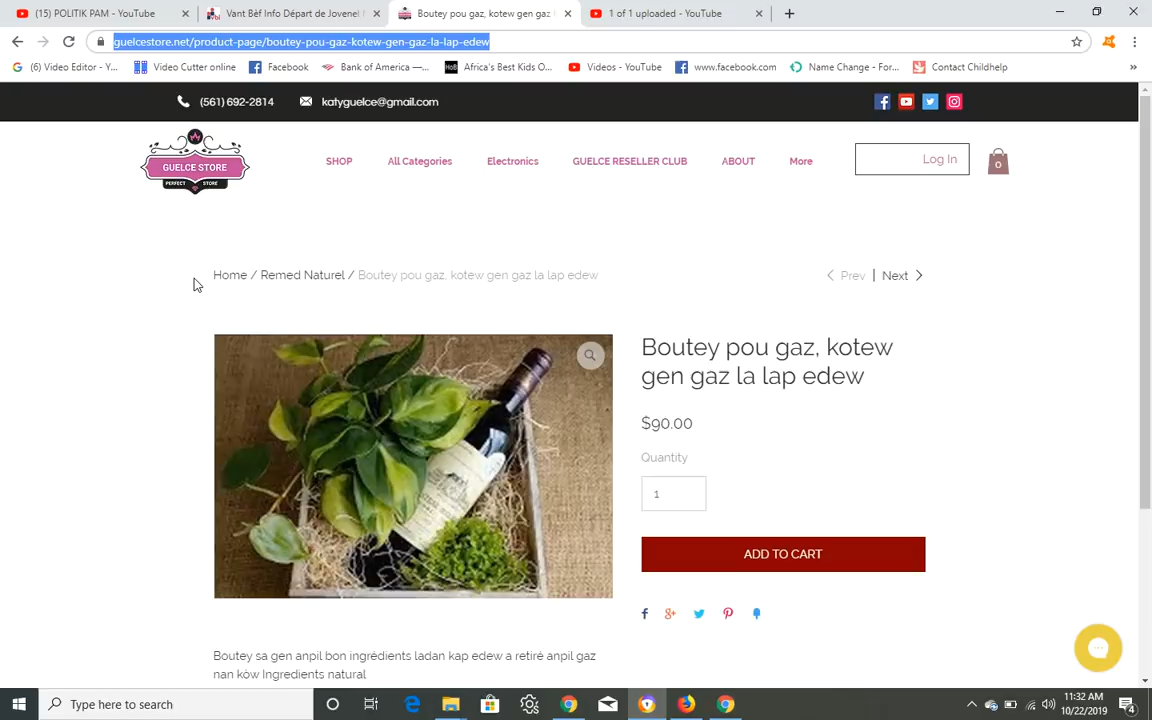 (15) POLITIK PAM - YouTube
Vant Bèf Info Départ de Jovenel
Boutey pou gaz, kotew gen gaz
1 of 1 uploaded - YouTube
guelcestore.net/product-page/boutey-pou-gaz-kotew-gen-gaz-la-lap-edew
(6) Video Editor - Y...
Video Cutter online
Facebook
Bank of America —...
Africa's Best Kids O...
Videos - YouTube
www.facebook.com
Name Change - For...
Contact Childhelp
(561) 692-2814
katyguelce@gmail.com
GUELCE STORE
PERFECT STORE
SHOP
All Categories
Electronics
GUELCE RESELLER CLUB
ABOUT
More
Log In
0
Home / Remed Naturel / Boutey pou gaz, kotew gen gaz la lap edew
Prev | Next
Boutey pou gaz, kotew
gen gaz la lap edew
$90.00
Quantity
1
ADD TO CART
Boutey sa gen anpil bon ingrédients ladan kap edew a retiré anpil gaz
nan kòw Ingredients natural
Type here to search
11:32 AM
10/22/2019
4